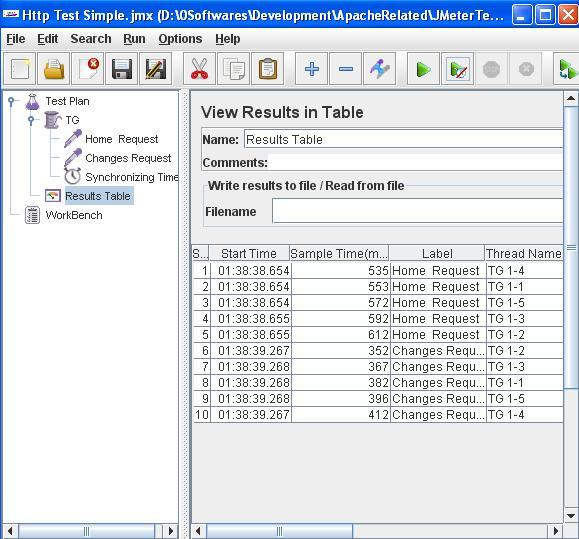 Http Test Simple.jmx (D:\0Softwares\Development\ApacheRelated\JMeterTe...
File Edit Search Run Options Help
Test Plan
TG
Home Request
Changes Request
Synchronizing Time
Results Table
WorkBench
View Results in Table
Name: Results Table
Comments:
Write results to file / Read from file
Filename
S... Start Time Sample Time(m... Label Thread Name
1 01:38:38.654 535 Home Request TG 1-4
2 01:38:38.654 553 Home Request TG 1-1
3 01:38:38.654 572 Home Request TG 1-5
4 01:38:38.655 592 Home Request TG 1-3
5 01:38:38.655 612 Home Request TG 1-2
6 01:38:39.267 352 Changes Requ... TG 1-2
7 01:38:39.268 367 Changes Requ... TG 1-3
8 01:38:39.268 382 Changes Requ... TG 1-1
9 01:38:39.268 396 Changes Requ... TG 1-5
10 01:38:39.267 412 Changes Requ... TG 1-4